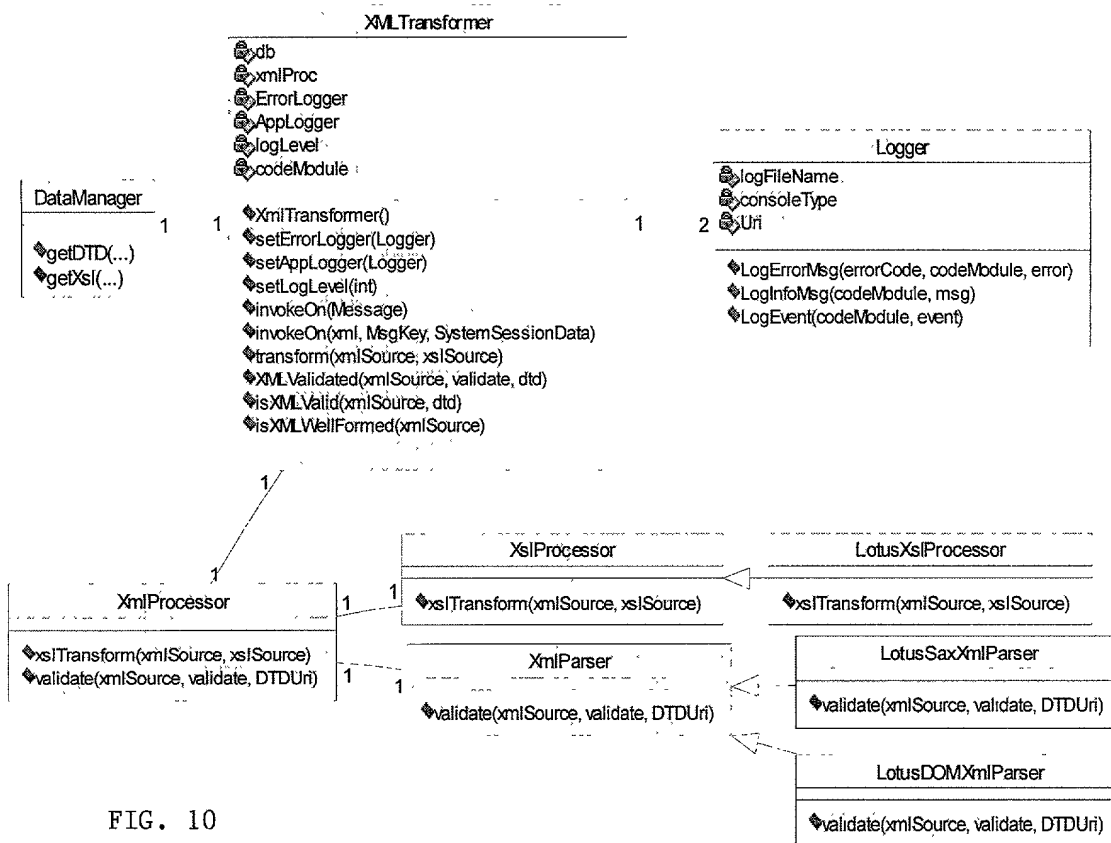 XMLTransformer
db
xmlProc
ErrorLogger
AppLogger
logLevel
codeModule
XmlTransformer()
setErrorLogger(Logger)
setAppLogger(Logger)
setLogLevel(int)
invokeOn(Message)
invokeOn(xml, MsgKey, SystemSessionData)
transform(xmlSource, xslSource)
XMLValidated(xmlSource, validate, dtd)
isXMLValid(xmlSource, dtd)
isXMLWellFormed(xmlSource)
DataManager
getDTD(...)
getXsl(...)
1
1
1
2
Logger
logFileName
consoleType
Uri
LogErrorMsg(errorCode, codeModule, error)
LogInfoMsg(codeModule, msg)
LogEvent(codeModule, event)
1
1
XmlProcessor
xslTransform(xmlSource, xslSource)
validate(xmlSource, validate, DTDUri)
1
1
1
1
XslProcessor
xslTransform(xmlSource, xslSource)
LotusXslProcessor
xslTransform(xmlSource, xslSource)
XmlParser
validate(xmlSource, validate, DTDUri)
LotusSaxXmlParser
validate(xmlSource, validate, DTDUri)
LotusDOMXmlParser
validate(xmlSource, validate, DTDUri)
FIG. 10